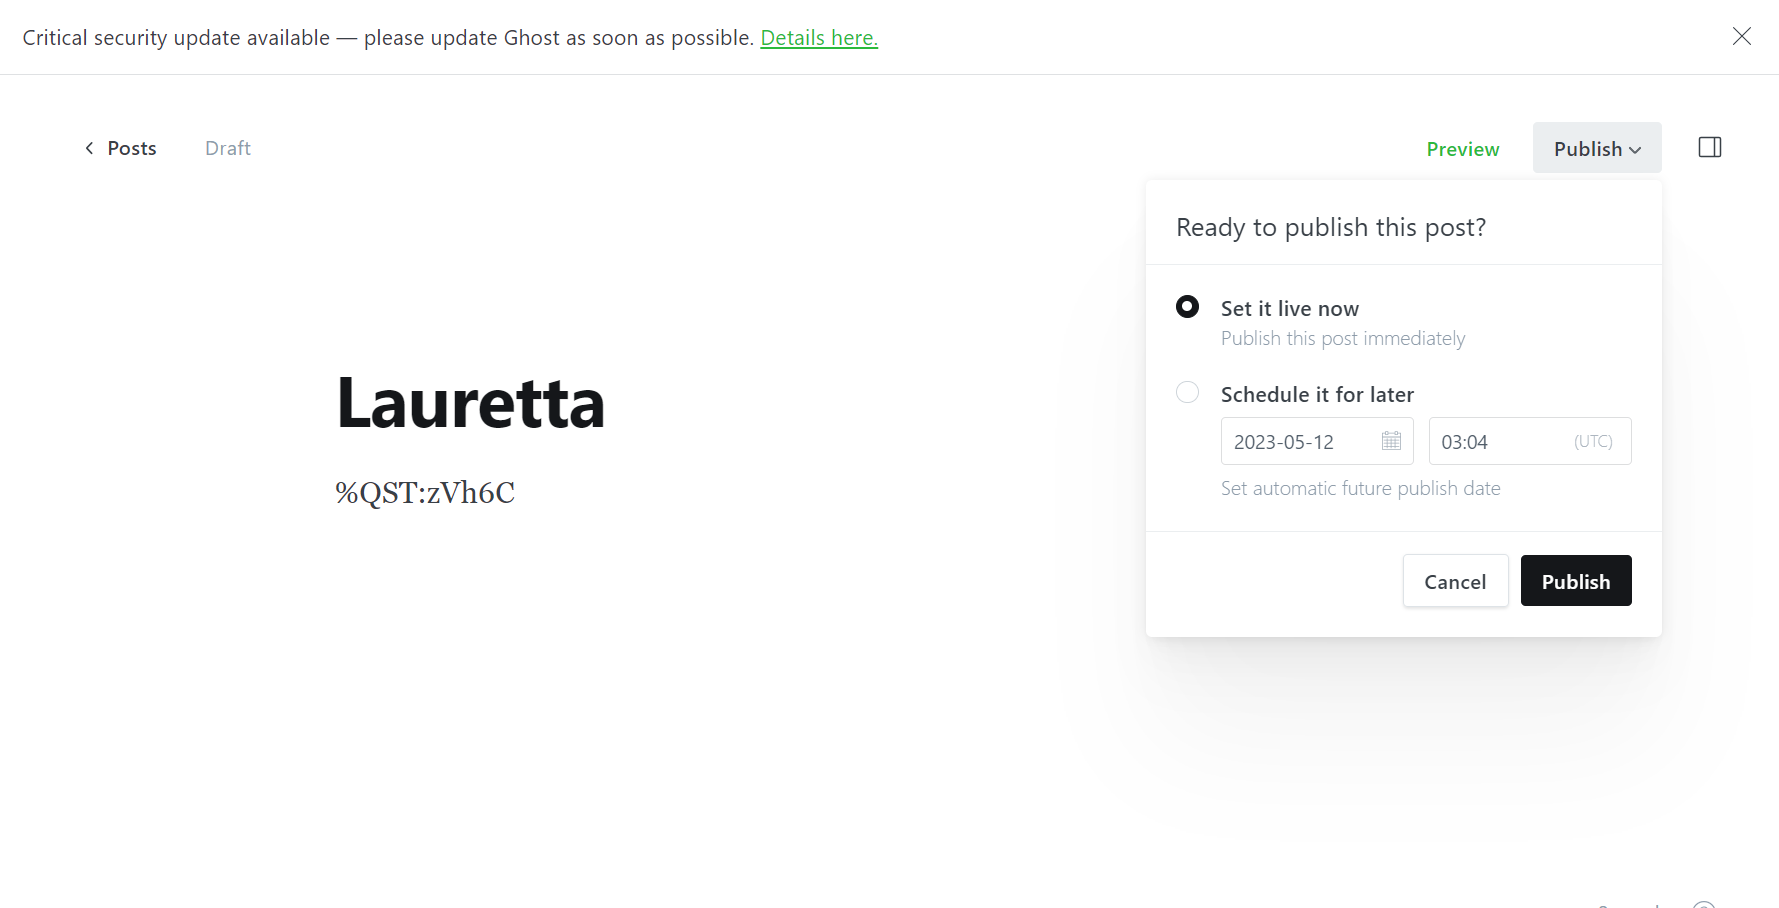 Critical security update available — please update Ghost as soon as possible. Details here.
Posts
Draft
Preview
Publish
Ready to publish this post?
Set it live now
Publish this post immediately
Schedule it for later
2023-05-12
03:04
(UTC)
Set automatic future publish date
Cancel
Publish
Lauretta
%QST:zVh6C